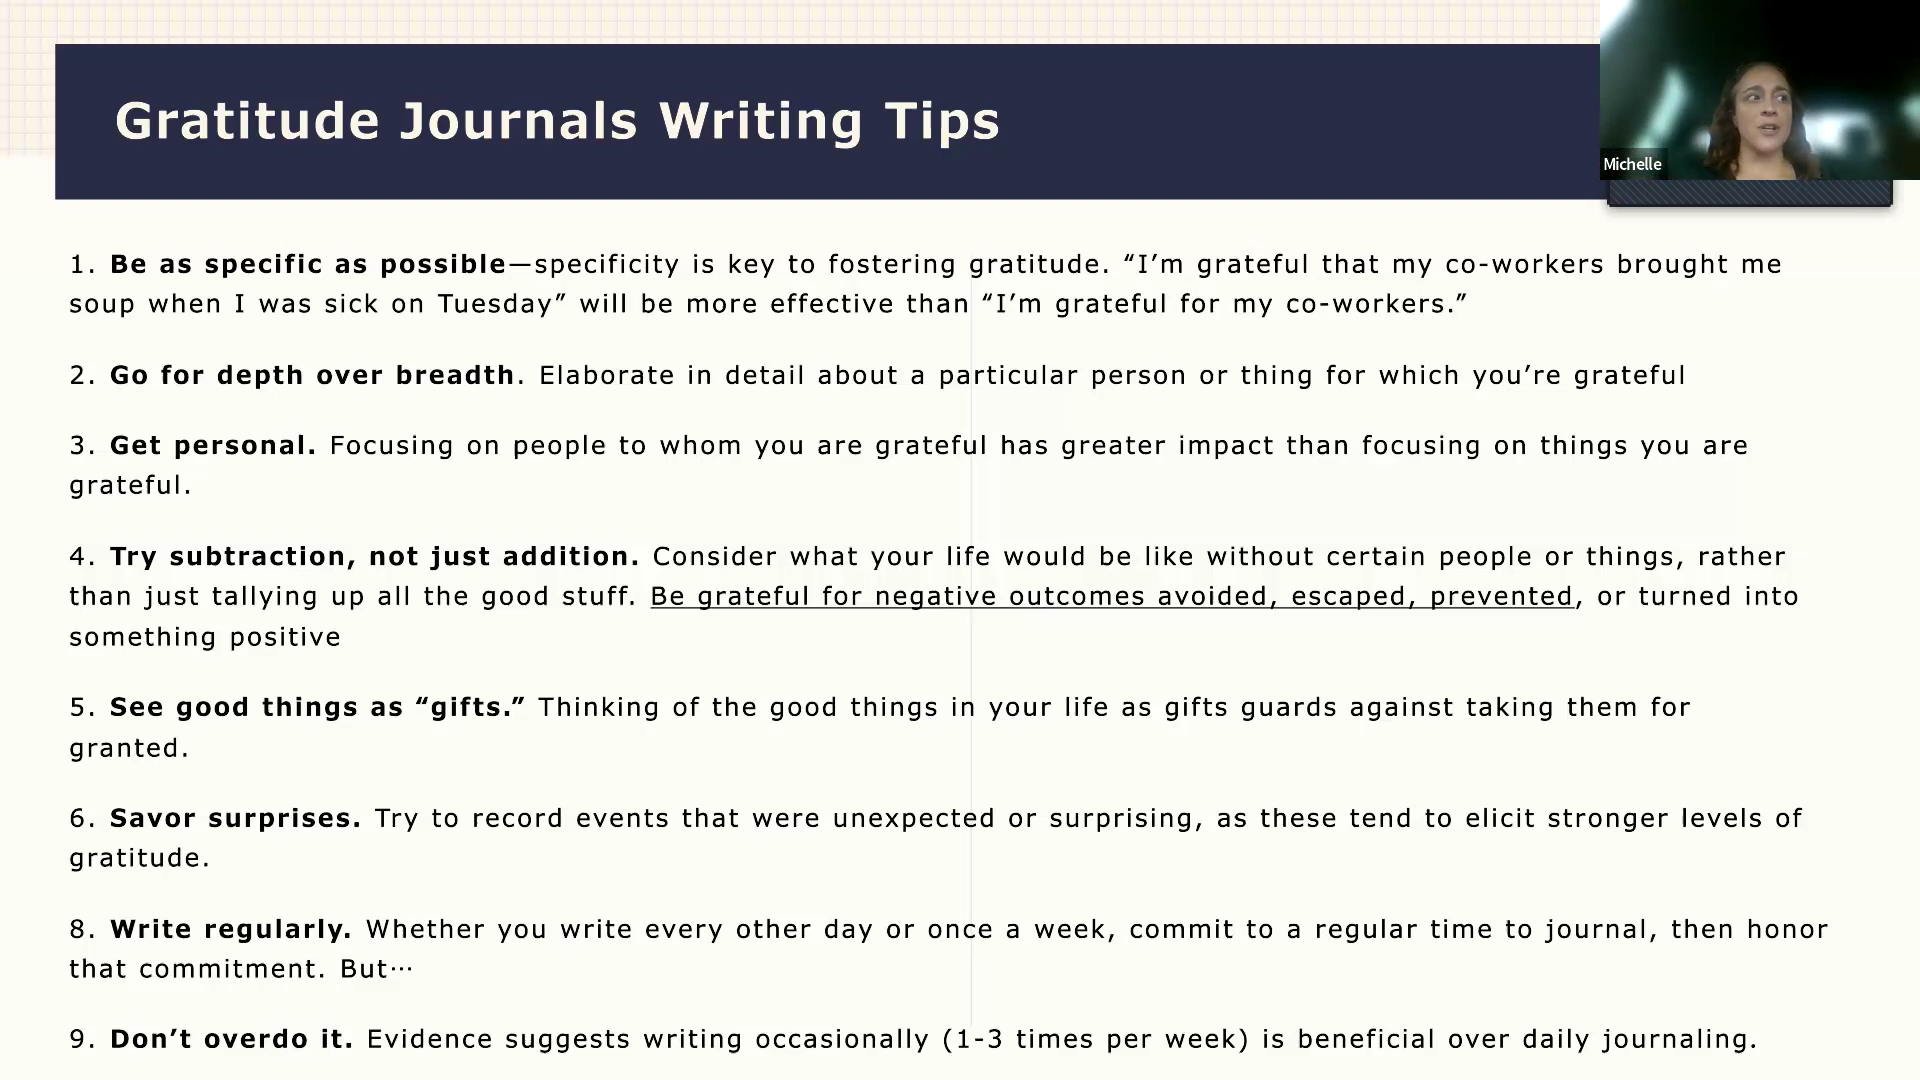 Gratitude Journals Writing Tips
Michelle
1. Be as specific as possible—specificity is key to fostering gratitude. “I’m grateful that my co-workers brought me
soup when I was sick on Tuesday” will be more effective than “I’m grateful for my co-workers.”
2. Go for depth over breadth. Elaborate in detail about a particular person or thing for which you’re grateful
3. Get personal. Focusing on people to whom you are grateful has greater impact than focusing on things you are
grateful.
4. Try subtraction, not just addition. Consider what your life would be like without certain people or things, rather
than just tallying up all the good stuff. Be grateful for negative outcomes avoided, escaped, prevented, or turned into
something positive
5. See good things as “gifts.” Thinking of the good things in your life as gifts guards against taking them for
granted.
6. Savor surprises. Try to record events that were unexpected or surprising, as these tend to elicit stronger levels of
gratitude.
8. Write regularly. Whether you write every other day or once a week, commit to a regular time to journal, then honor
that commitment. But…
9. Don’t overdo it. Evidence suggests writing occasionally (1-3 times per week) is beneficial over daily journaling.